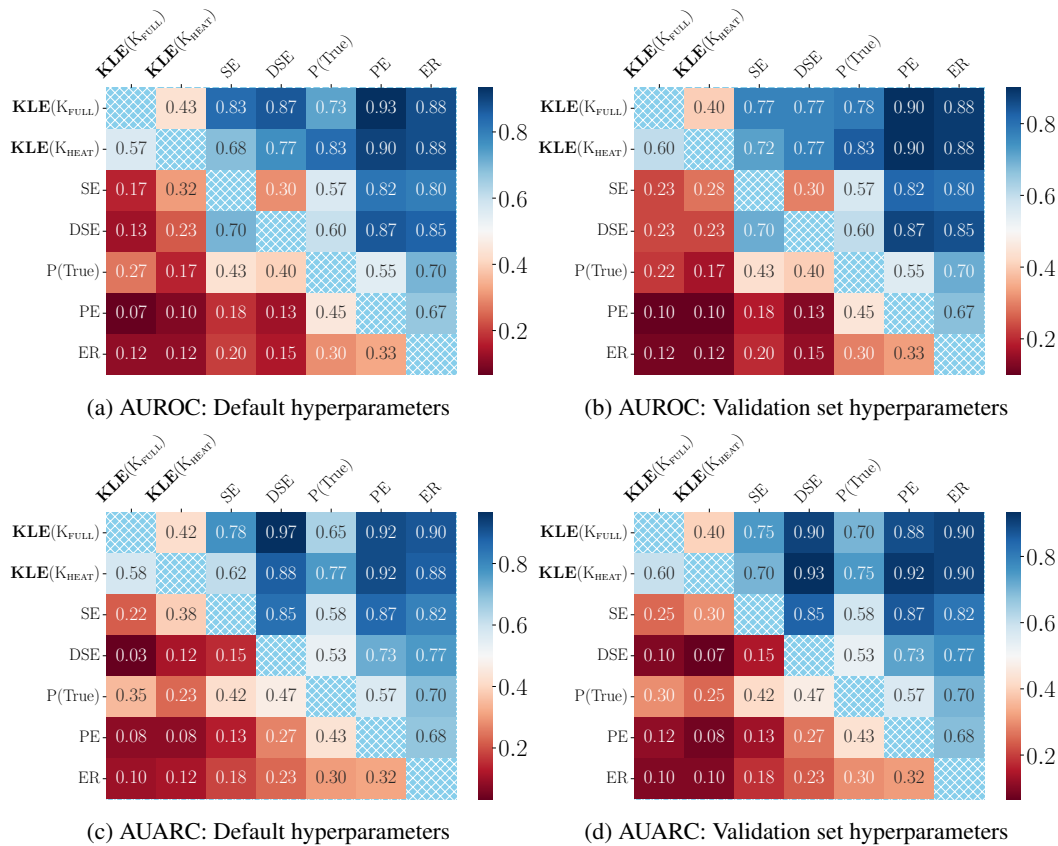 KLE(K_FULL) KLE(K_HEAT) SE DSE P(True) PE ER
KLE(K_FULL) 0.43 0.83 0.87 0.73 0.93 0.88
KLE(K_HEAT) 0.57 0.68 0.77 0.83 0.90 0.88
SE 0.17 0.32 0.30 0.57 0.82 0.80
DSE 0.13 0.23 0.70 0.60 0.87 0.85
P(True) 0.27 0.17 0.43 0.40 0.55 0.70
PE 0.07 0.10 0.18 0.13 0.45 0.67
ER 0.12 0.12 0.20 0.15 0.30 0.33
0.8
0.6
0.4
0.2
(a) AUROC: Default hyperparameters
KLE(K_FULL) KLE(K_HEAT) SE DSE P(True) PE ER
KLE(K_FULL) 0.40 0.77 0.77 0.78 0.90 0.88
KLE(K_HEAT) 0.60 0.72 0.77 0.83 0.90 0.88
SE 0.23 0.28 0.30 0.57 0.82 0.80
DSE 0.23 0.23 0.70 0.60 0.87 0.85
P(True) 0.22 0.17 0.43 0.40 0.55 0.70
PE 0.10 0.10 0.18 0.13 0.45 0.67
ER 0.12 0.12 0.20 0.15 0.30 0.33
0.8
0.6
0.4
0.2
(b) AUROC: Validation set hyperparameters
KLE(K_FULL) KLE(K_HEAT) SE DSE P(True) PE ER
KLE(K_FULL) 0.42 0.78 0.97 0.65 0.92 0.90
KLE(K_HEAT) 0.58 0.62 0.88 0.77 0.92 0.88
SE 0.22 0.38 0.85 0.58 0.87 0.82
DSE 0.03 0.12 0.15 0.53 0.73 0.77
P(True) 0.35 0.23 0.42 0.47 0.57 0.70
PE 0.08 0.08 0.13 0.27 0.43 0.68
ER 0.10 0.12 0.18 0.23 0.30 0.32
0.8
0.6
0.4
0.2
(c) AUARC: Default hyperparameters
KLE(K_FULL) KLE(K_HEAT) SE DSE P(True) PE ER
KLE(K_FULL) 0.40 0.75 0.90 0.70 0.88 0.90
KLE(K_HEAT) 0.60 0.70 0.93 0.75 0.92 0.90
SE 0.25 0.30 0.85 0.58 0.87 0.82
DSE 0.10 0.07 0.15 0.53 0.73 0.77
P(True) 0.30 0.25 0.42 0.47 0.57 0.70
PE 0.12 0.08 0.13 0.27 0.43 0.68
ER 0.10 0.10 0.18 0.23 0.30 0.32
0.8
0.6
0.4
0.2
(d) AUARC: Validation set hyperparameters